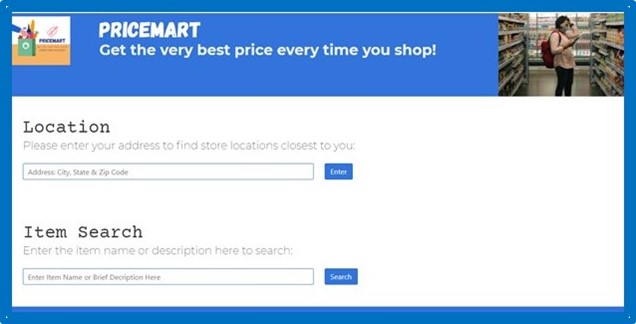 PRICEMART
PRICEMART
Get the very best price every time you shop!
Location
Please enter your address to find store locations closest to you:
Address: City, State & Zip Code
Enter
Item Search
Enter the item name or description here to search:
Enter Item Name or Brief Decription Here
Search